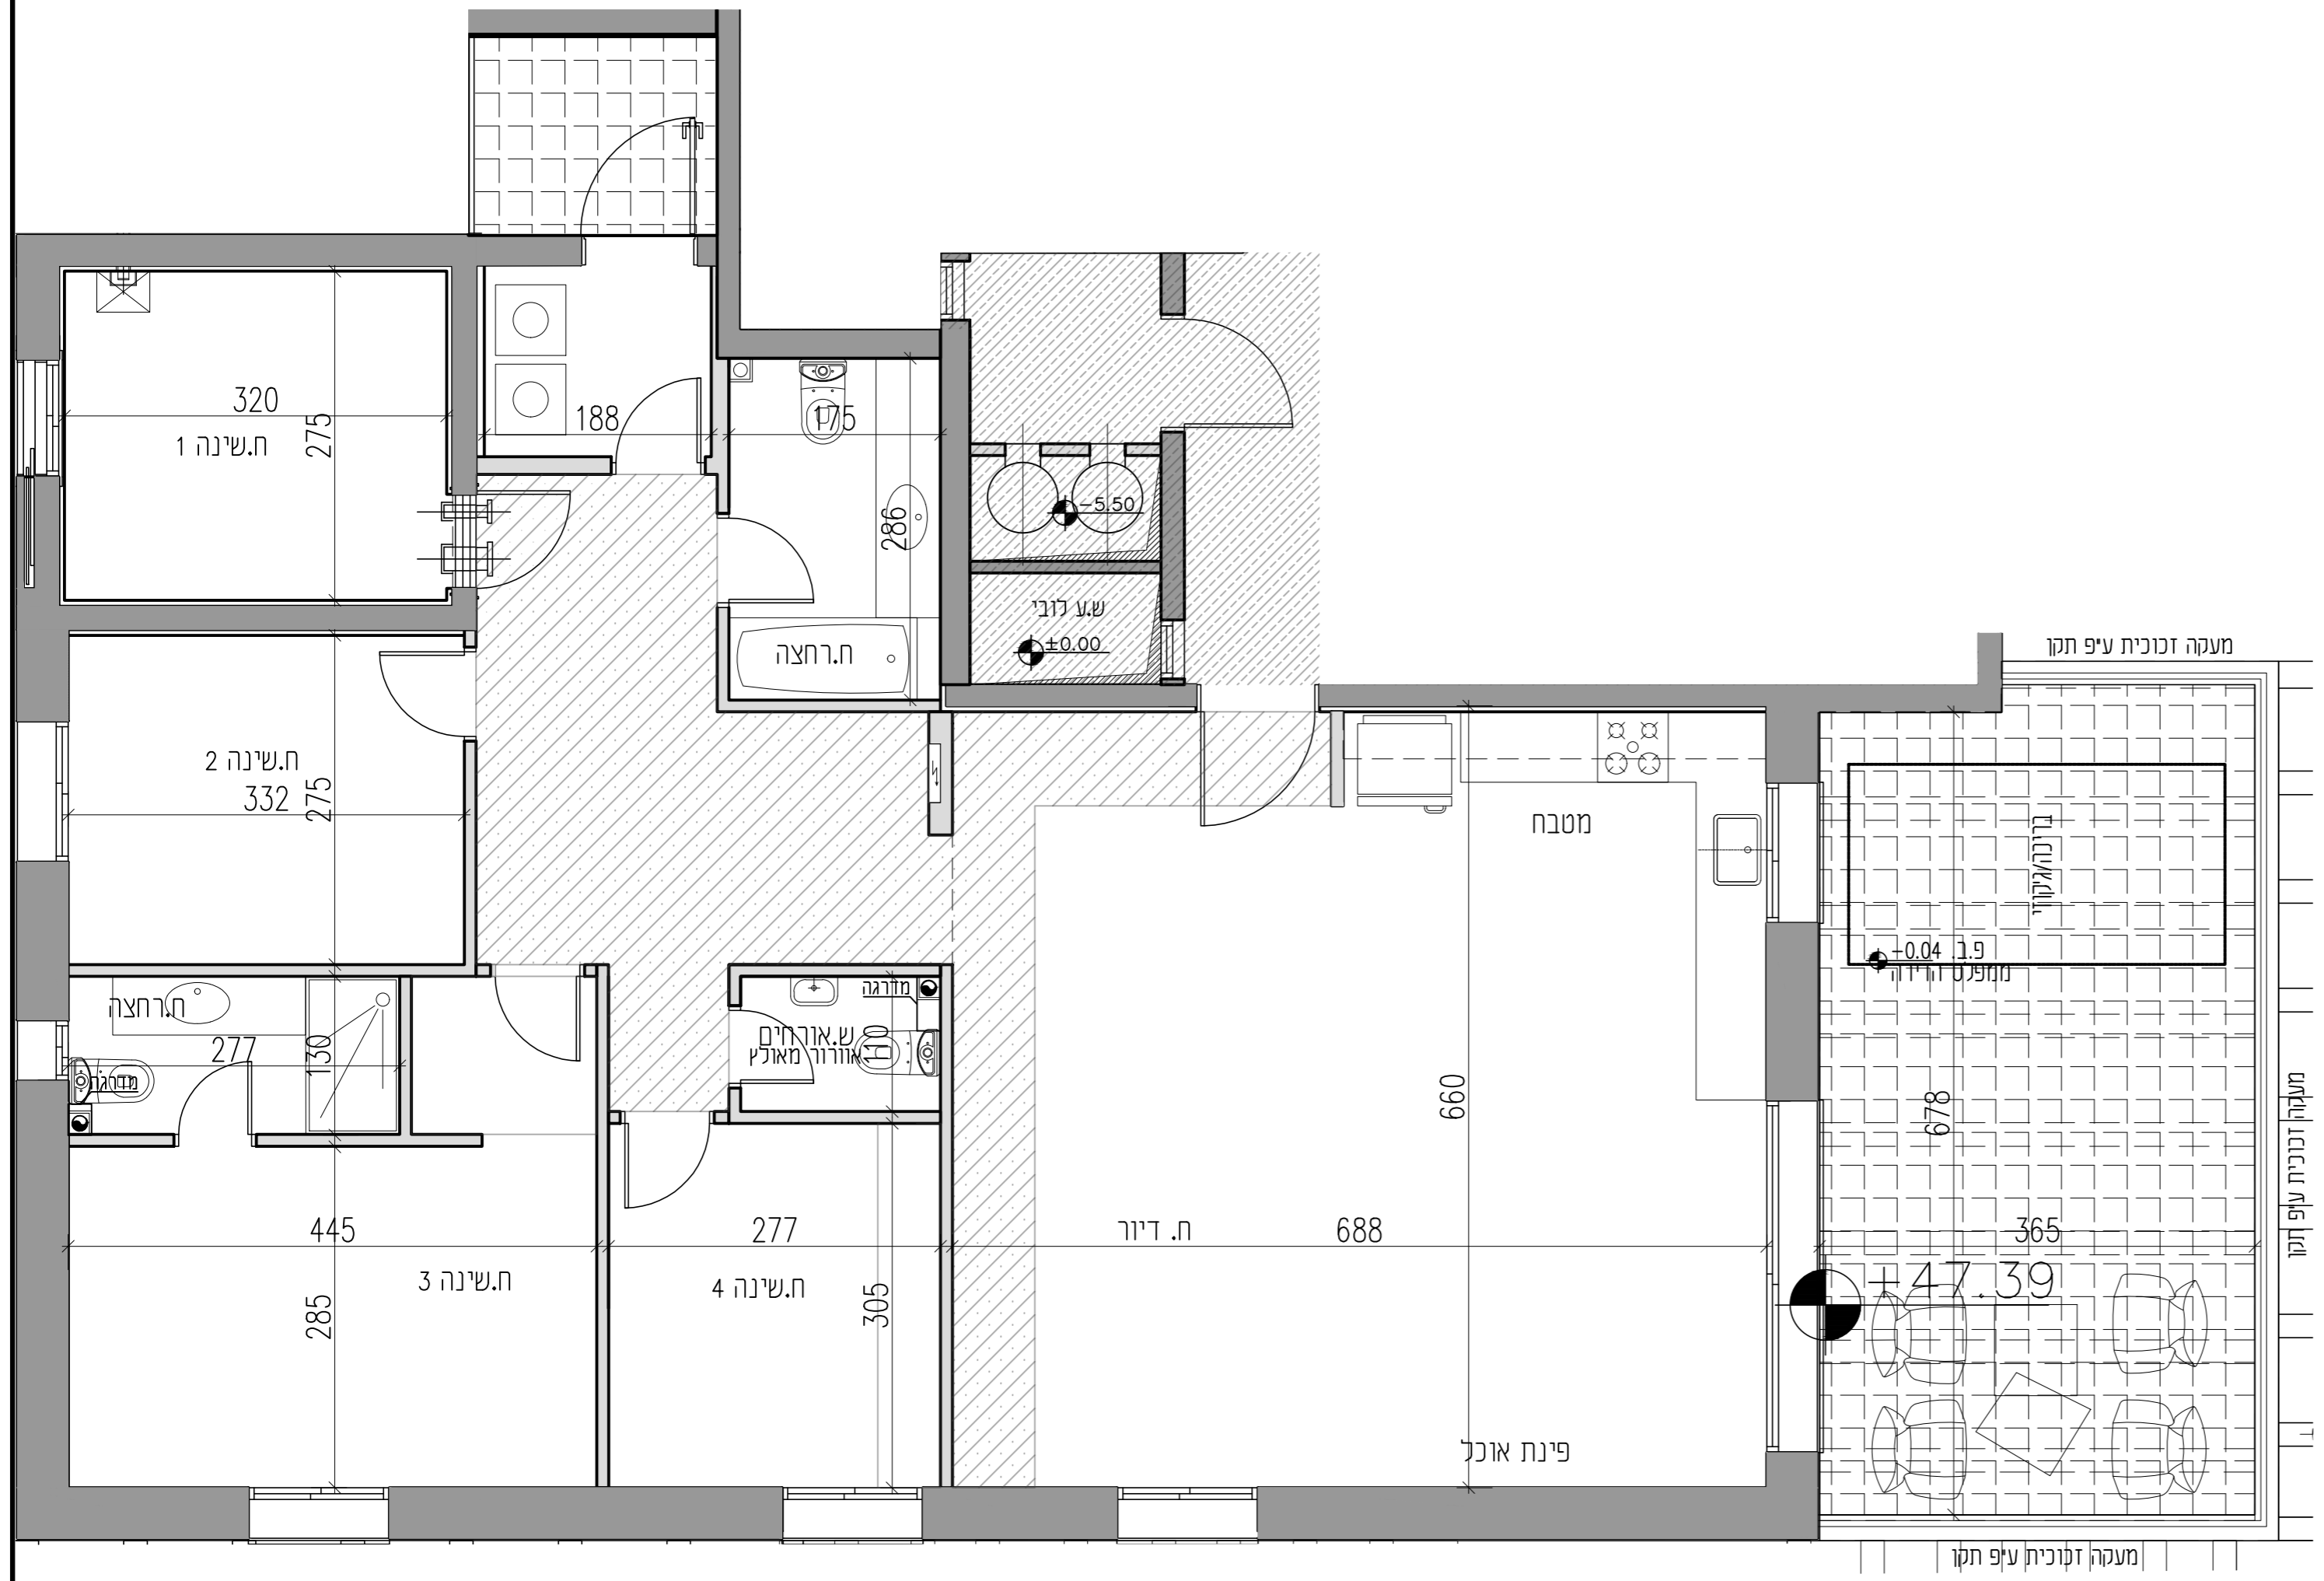 320
275
ח.שינה 1
188
175
286
ח.רחצה
-5.50
ש.ע לובי
±0.00
מעקה זכוכית ע"פ תקן
ח.שינה 2
332
275
מטבח
בריכה/ג'קוזי
פ.ב. -0.04
ממפלס הדירה
ח.רחצה
277
130
מדרגה
מדרגה
ש.אורחים
אוורור מאולץ
110
660
678
מעקה זכוכית ע"פ תקן
445
277
ח. דיור
688
365
ח.שינה 3
285
ח.שינה 4
305
+47.39
פינת אוכל
מעקה זכוכית ע"פ תקן